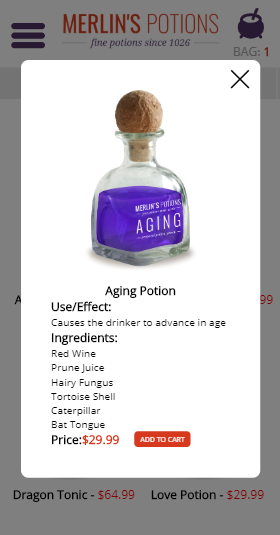 MERLIN'S POTIONS
fine potions since 1026
BAG: 1
MERLIN'S POTIONS
AGING
Aging Potion
Use/Effect:
Causes the drinker to advance in age
Ingredients:
Red Wine
Prune Juice
Hairy Fungus
Tortoise Shell
Caterpillar
Bat Tongue
Price:$29.99 ADD TO CART
Dragon Tonic - $64.99 Love Potion - $29.99